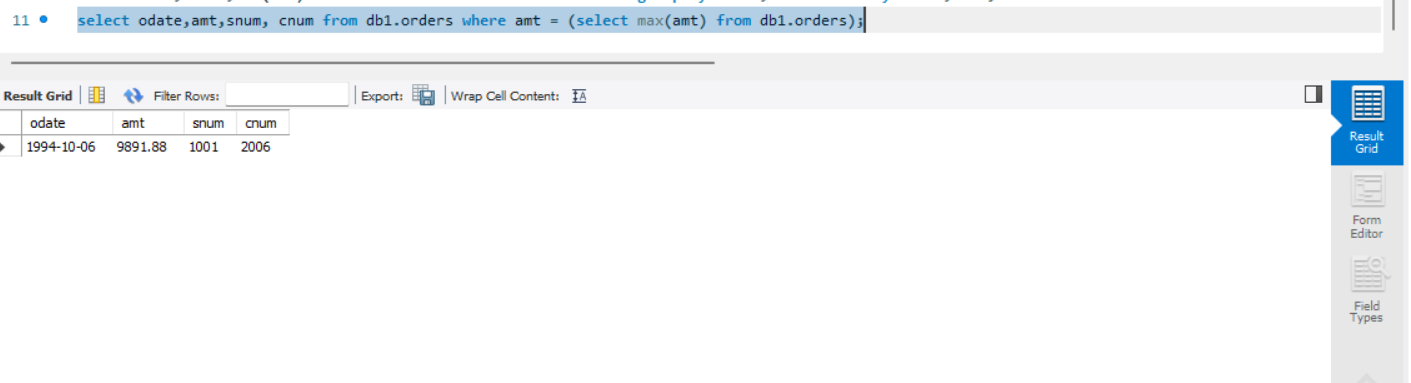 11 select odate,amt,snum, cnum from db1.orders where amt = (select max(amt) from db1.orders);
Result Grid Filter Rows: Export: Wrap Cell Content: IA
odate amt snum cnum
1994-10-06 9891.88 1001 2006
Result
Grid
Form
Editor
Field
Types